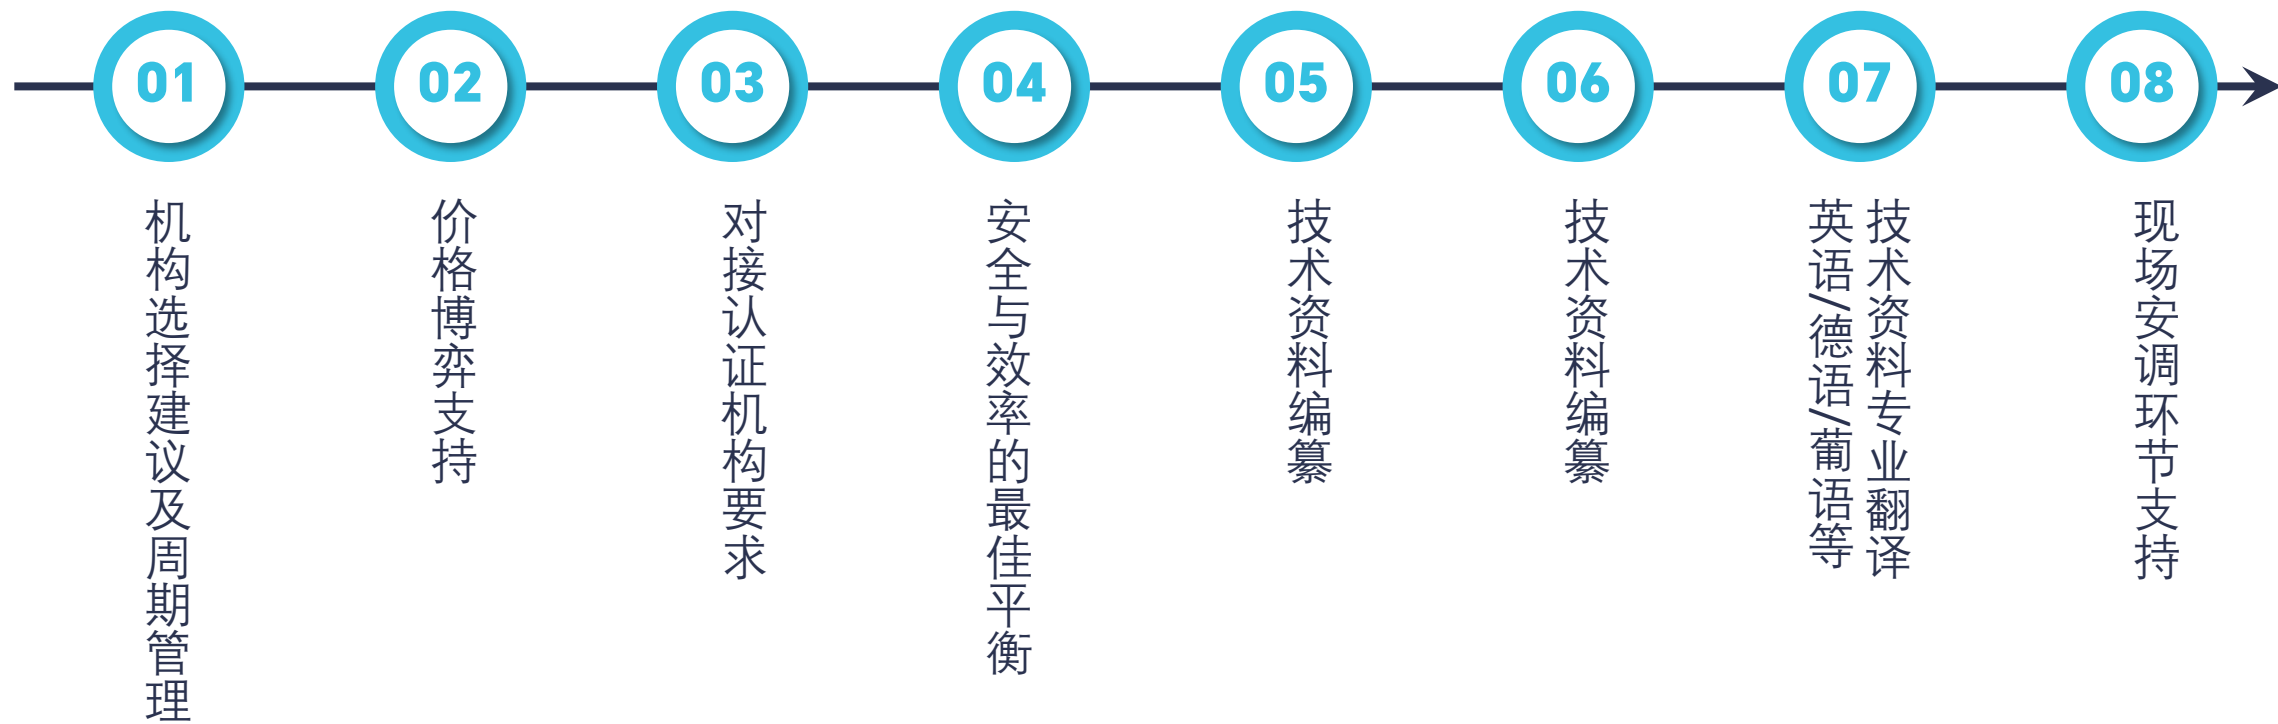 01
机构选择建议及周期管理
02
价格博弈支持
03
对接认证机构要求
04
安全与效率的最佳平衡
05
技术资料编纂
06
技术资料编纂
07
技术资料专业翻译
英语/德语/葡语等
08
现场安调环节支持